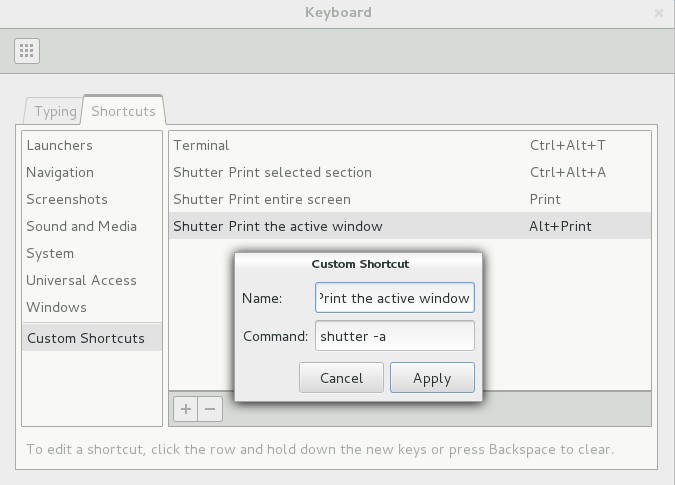 Keyboard
Typing
Shortcuts
Launchers
Navigation
Screenshots
Sound and Media
System
Universal Access
Windows
Custom Shortcuts
Terminal Ctrl+Alt+T
Shutter Print selected section Ctrl+Alt+A
Shutter Print entire screen Print
Shutter Print the active window Alt+Print
Custom Shortcut
Name: Print the active window
Command: shutter -a
Cancel Apply
To edit a shortcut, click the row and hold down the new keys or press Backspace to clear.